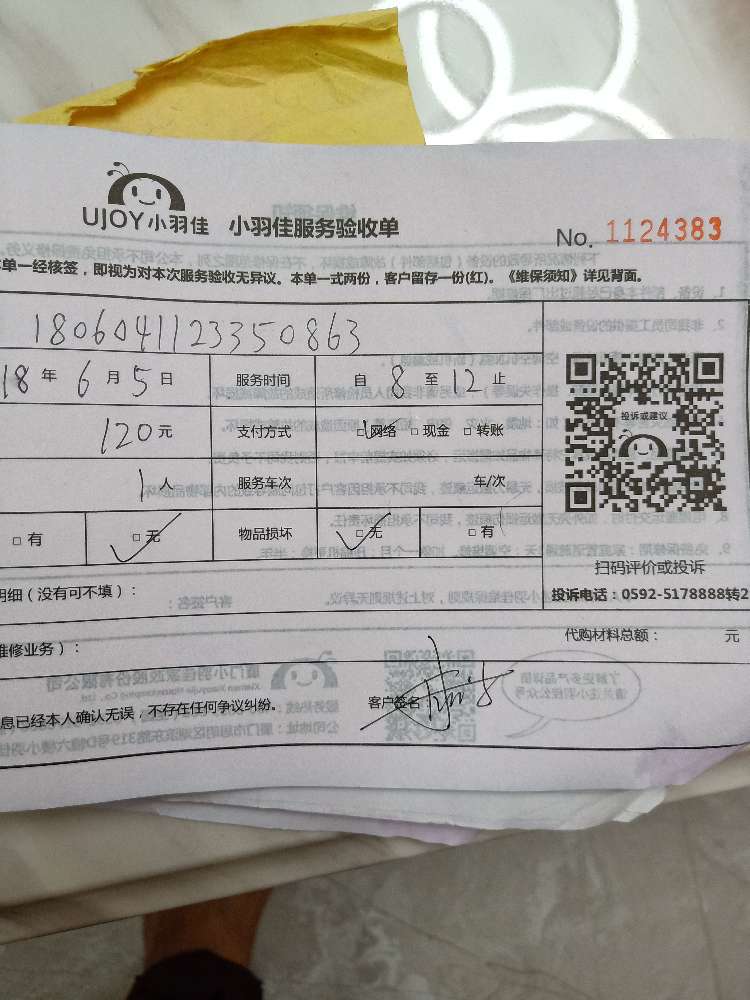 UJOY小羽佳 小羽佳服务验收单
No. 1124383
单一经核签，即视为对本次服务验收无异议。本单一式两份，客户留存一份(红)。《维保须知》详见背面。
1806041123350863
18年6月5日 服务时间 自8至12止
120元 支付方式 □网络 □现金 □转账
1人 服务车次 车/次
□有 □无 物品损坏 □无 □有
投诉或建议
扫码评价或投诉
投诉电话：0592-5178888转2
明细（没有可不填）：
代购材料总额： 元
维修业务）：
息已经本人确认无误，不存在任何争议纠纷。
客户签名